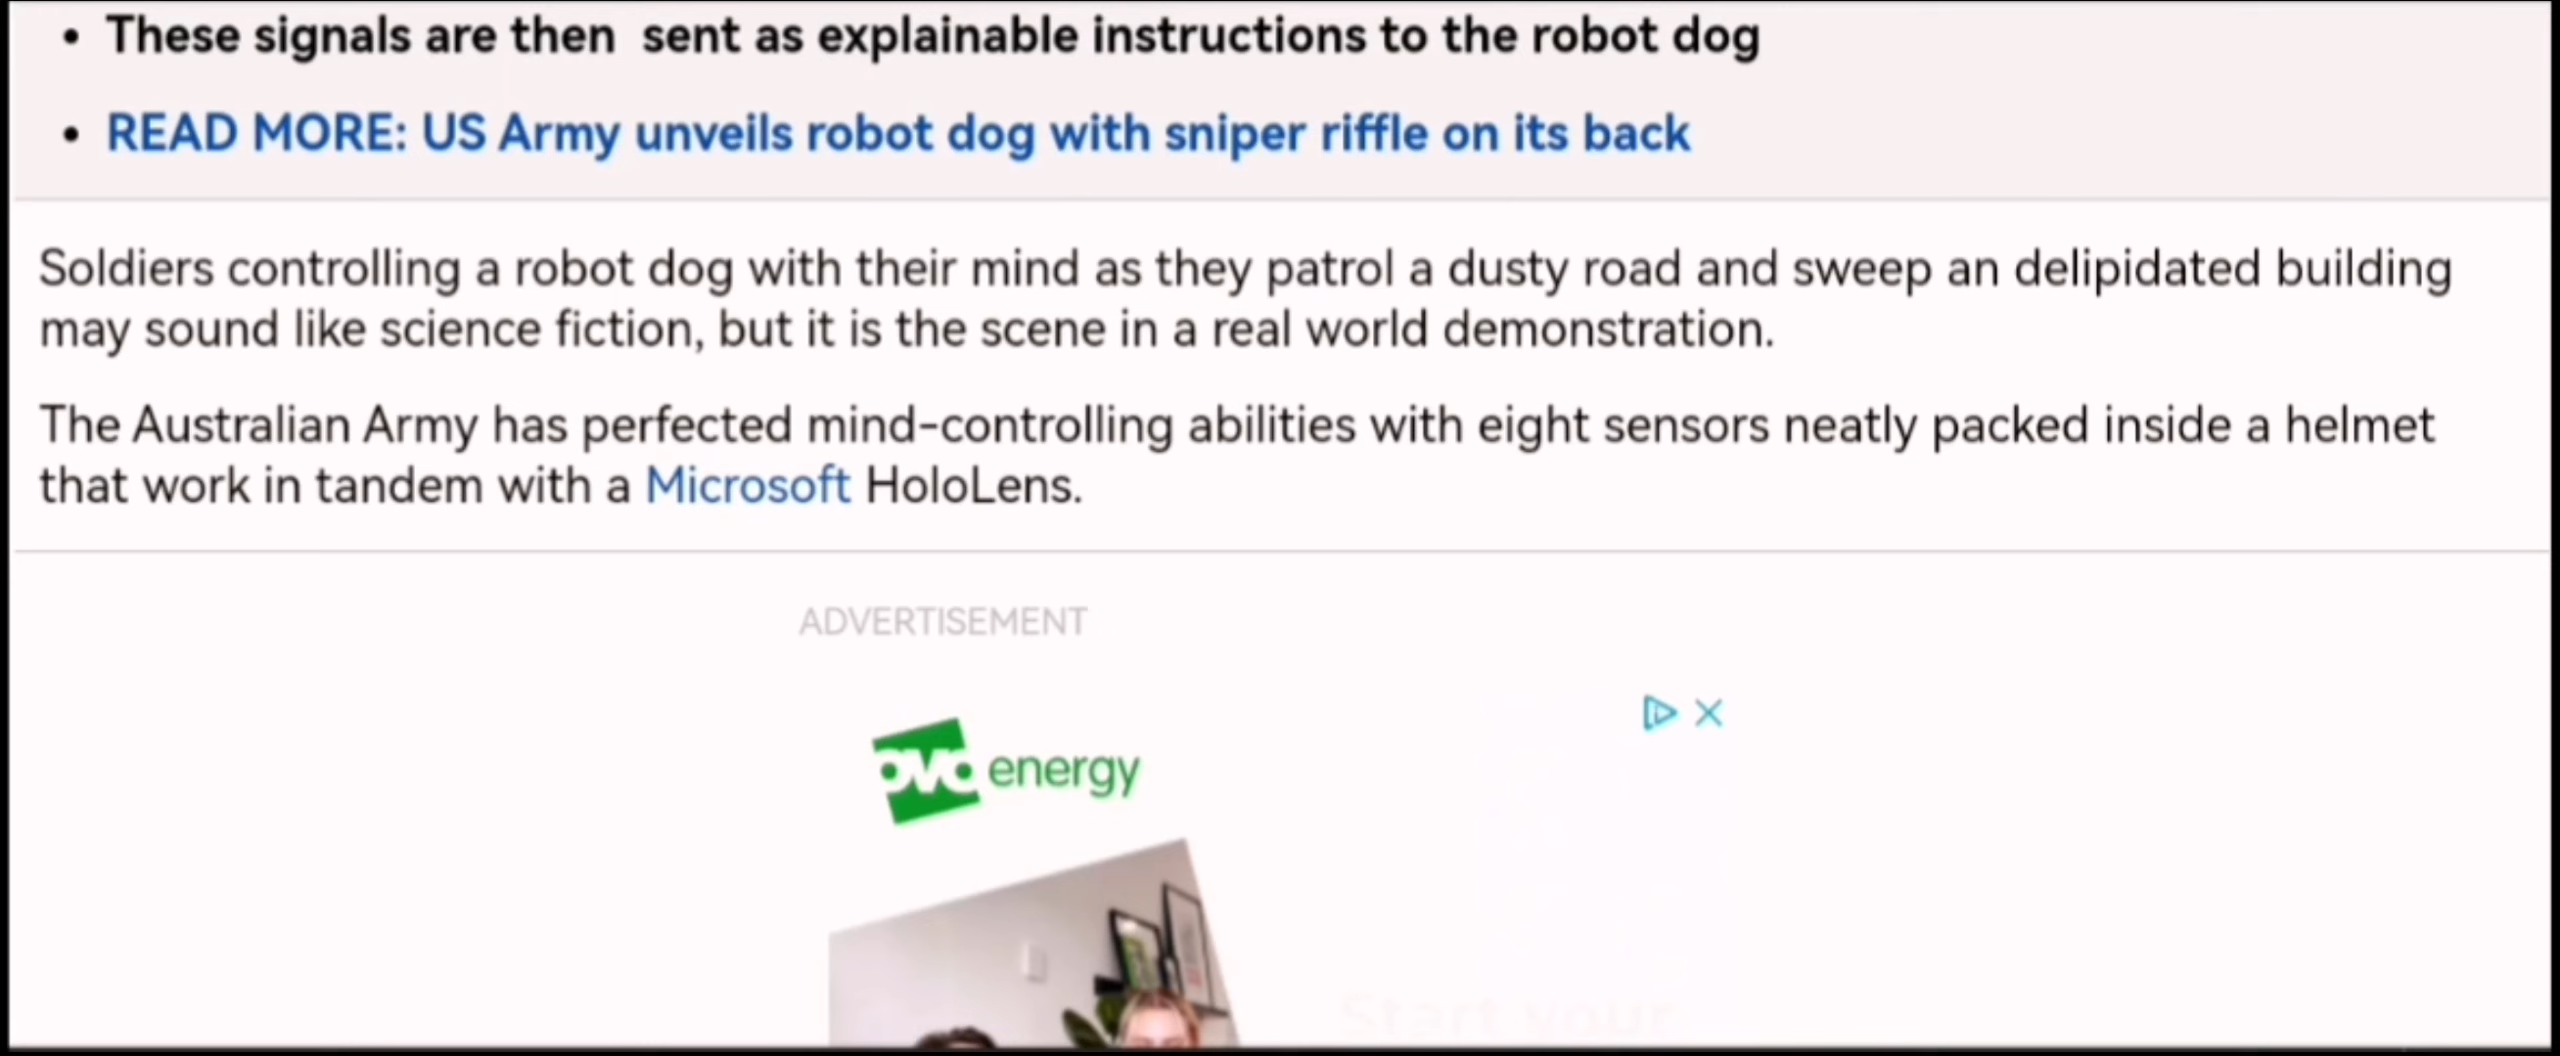 • These signals are then  sent as explainable instructions to the robot dog
• READ MORE: US Army unveils robot dog with sniper riffle on its back
Soldiers controlling a robot dog with their mind as they patrol a dusty road and sweep an delipidated building
may sound like science fiction, but it is the scene in a real world demonstration.
The Australian Army has perfected mind-controlling abilities with eight sensors neatly packed inside a helmet
that work in tandem with a Microsoft HoloLens.
ADVERTISEMENT
ovo energy
Start your